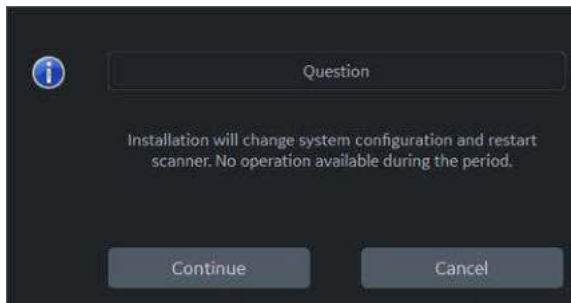 Question
Installation will change system configuration and restart
scanner. No operation available during the period.
Continue
Cancel